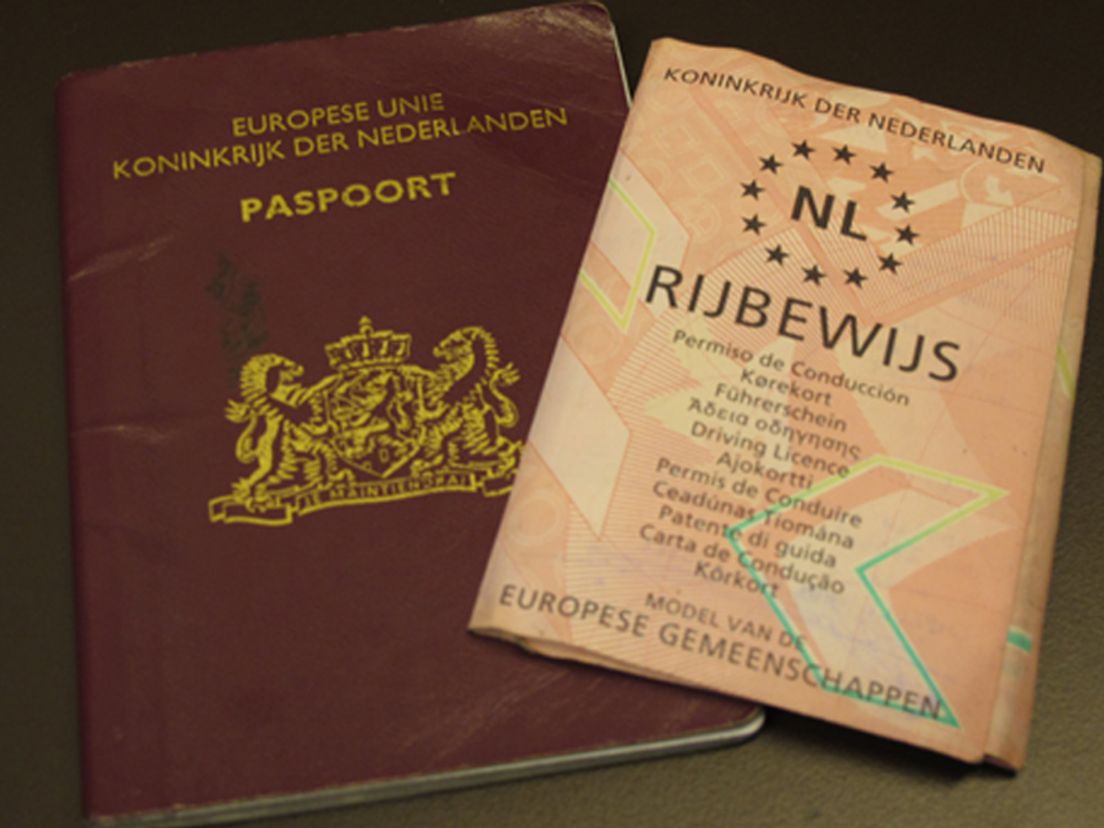 EUROPESE UNIE
KONINKRIJK DER NEDERLANDEN
PASPOORT
JE MAINTIENDRAI
KONINKRIJK DER NEDERLANDEN
NL
RIJBEWIJS
Permiso de Conducción
Kørekort
Führerschein
Άδεια οδήγησης
Driving Licence
Ajokortti
Permis de Conduire
Ceadúnas Tiomána
Patente di guida
Carta de Condução
Körkort
MODEL VAN DE
EUROPESE GEMEENSCHAPPEN